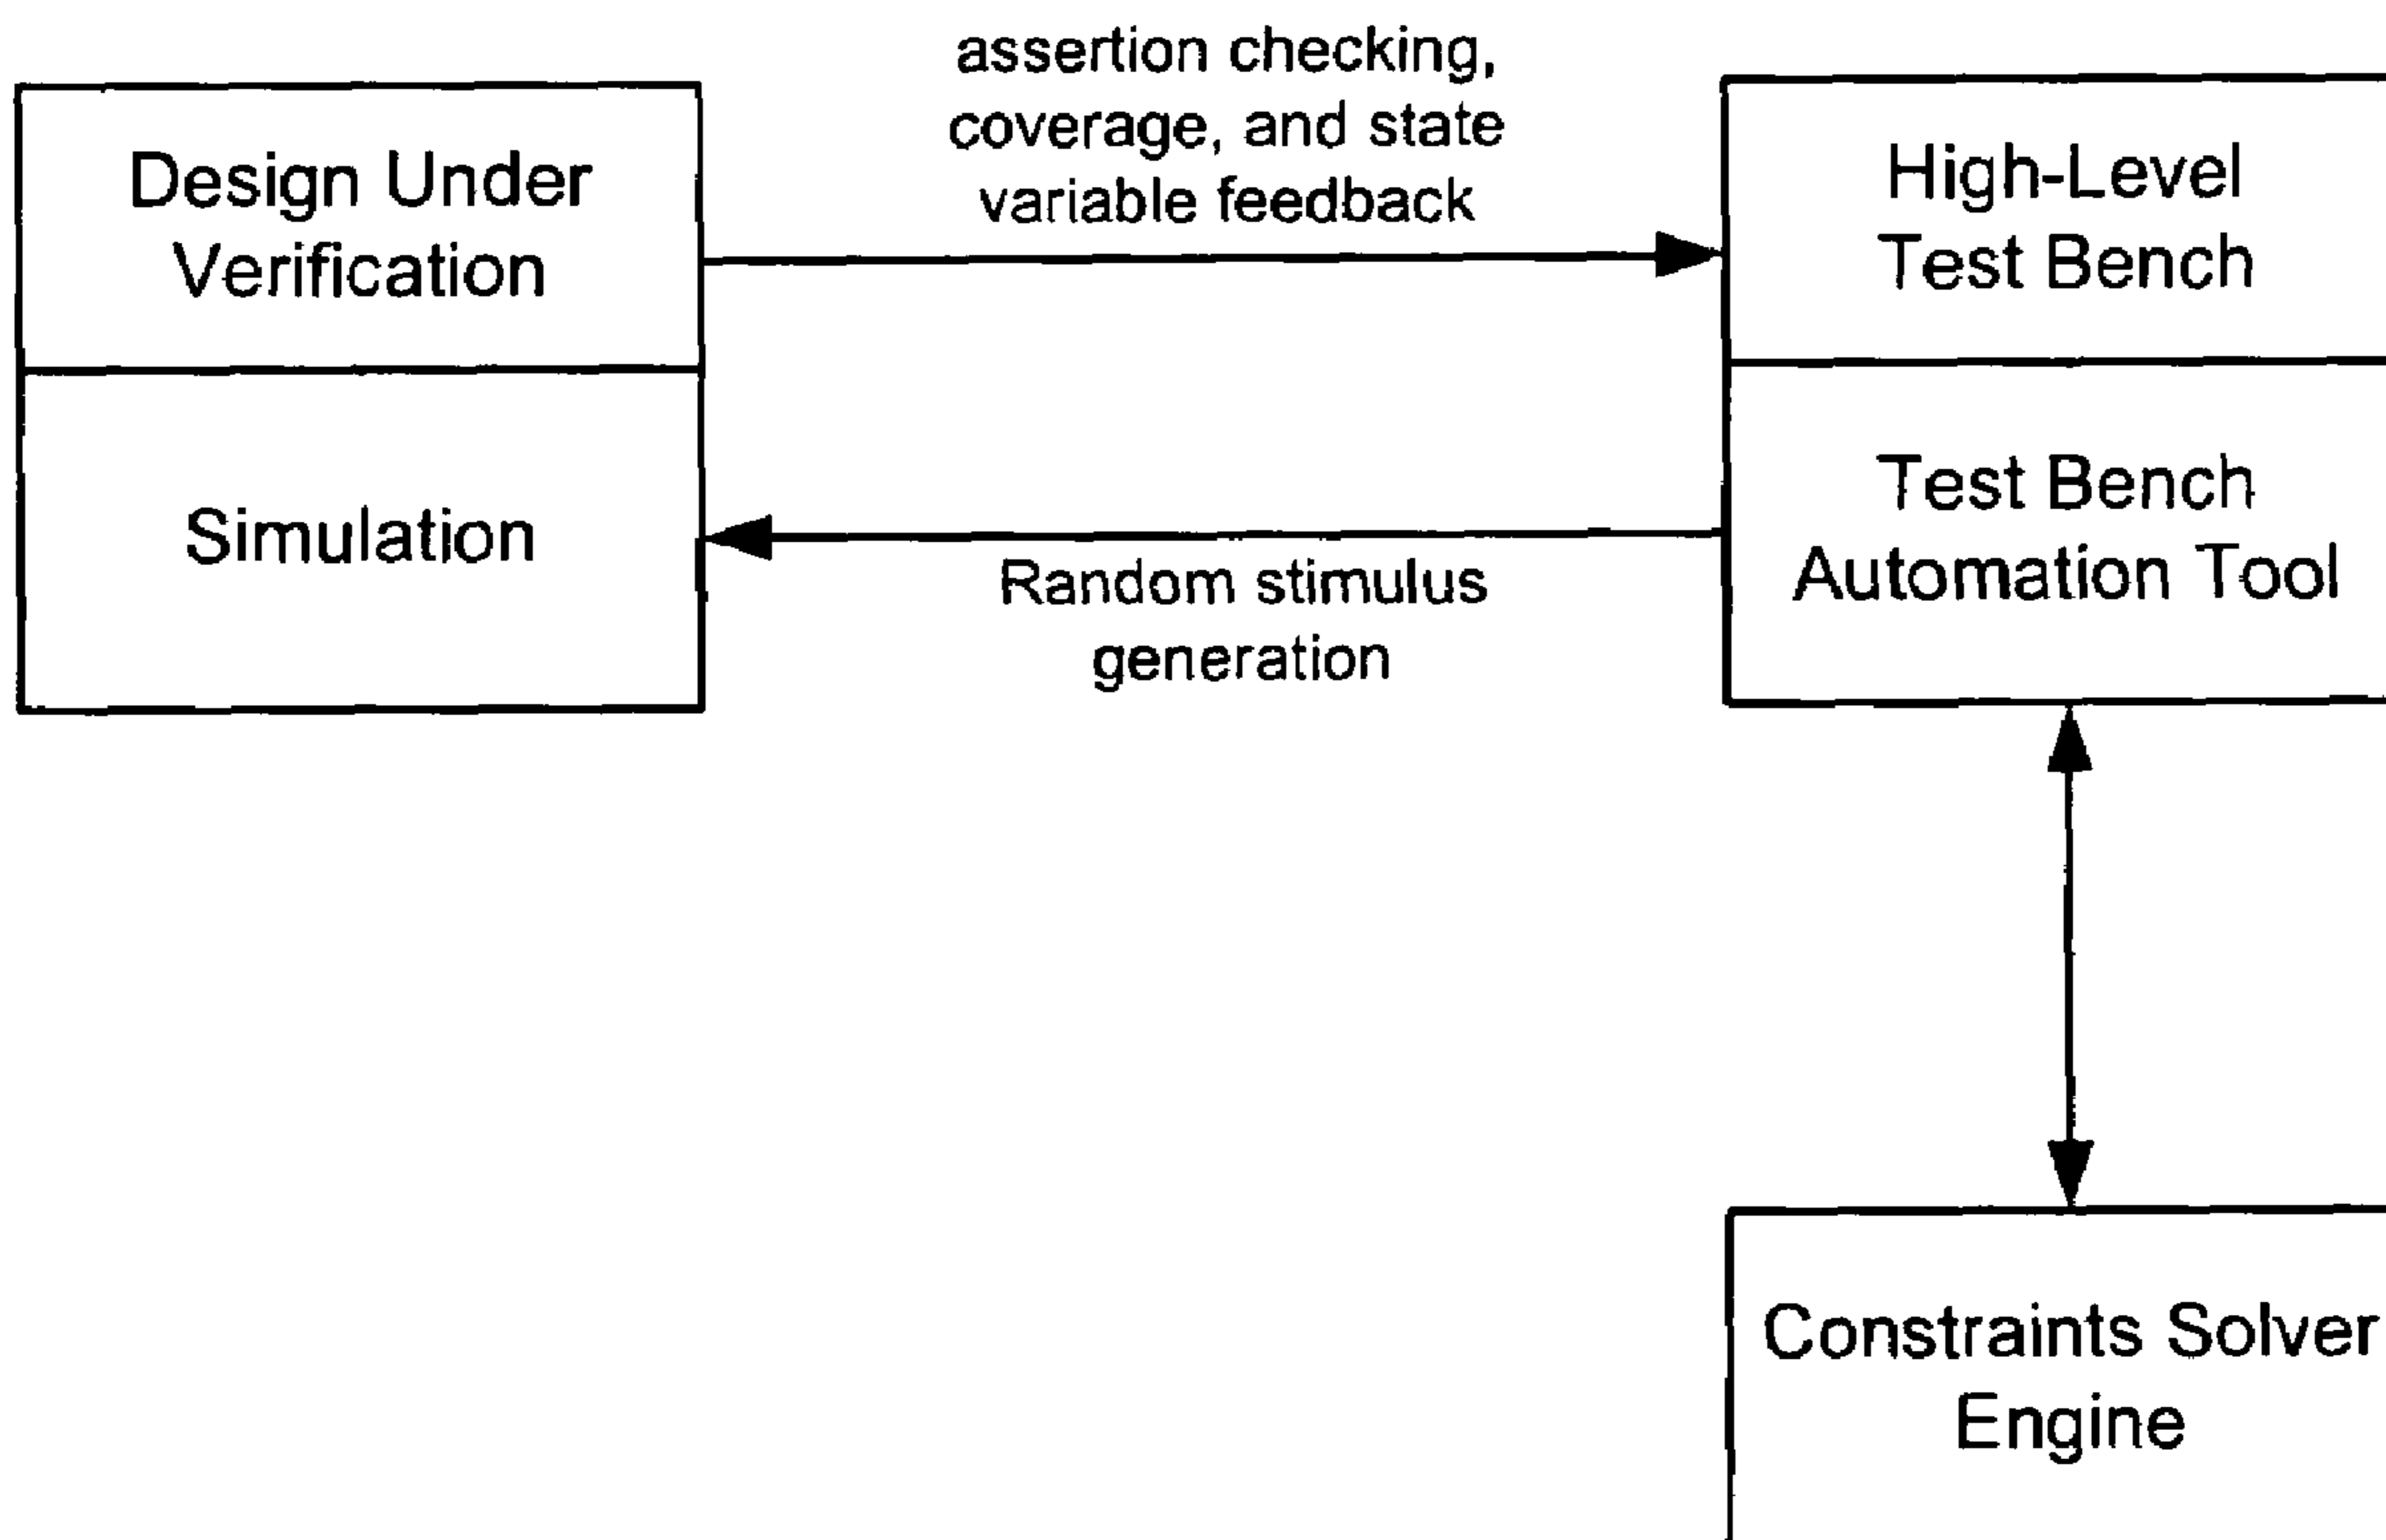 assertion checking,
coverage, and state
variable feedback
Design Under
Verification
High-Level
Test Bench
Simulation
Test Bench
Automation Tool
Random stimulus
generation
Constraints Solver
Engine